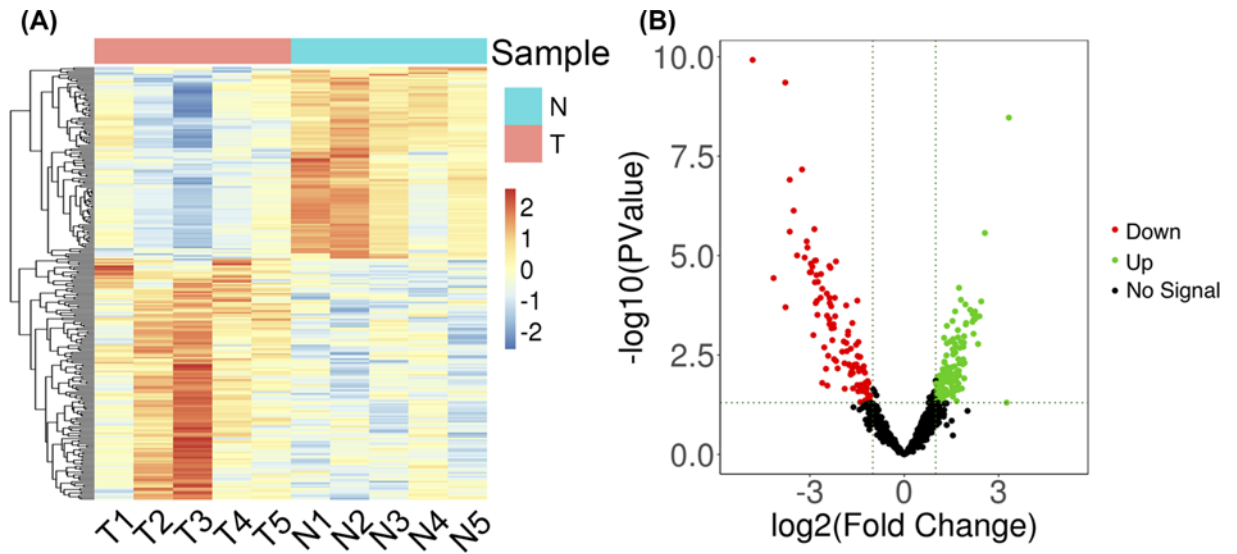 (A)
Sample
N
T
2
1
0
-1
-2
T1 T2 T3 T4 T5 N1 N2 N3 N4 N5
(B)
-log10(PValue)
10.0
7.5
5.0
2.5
0.0
-3 0 3
log2(Fold Change)
Down
Up
No Signal